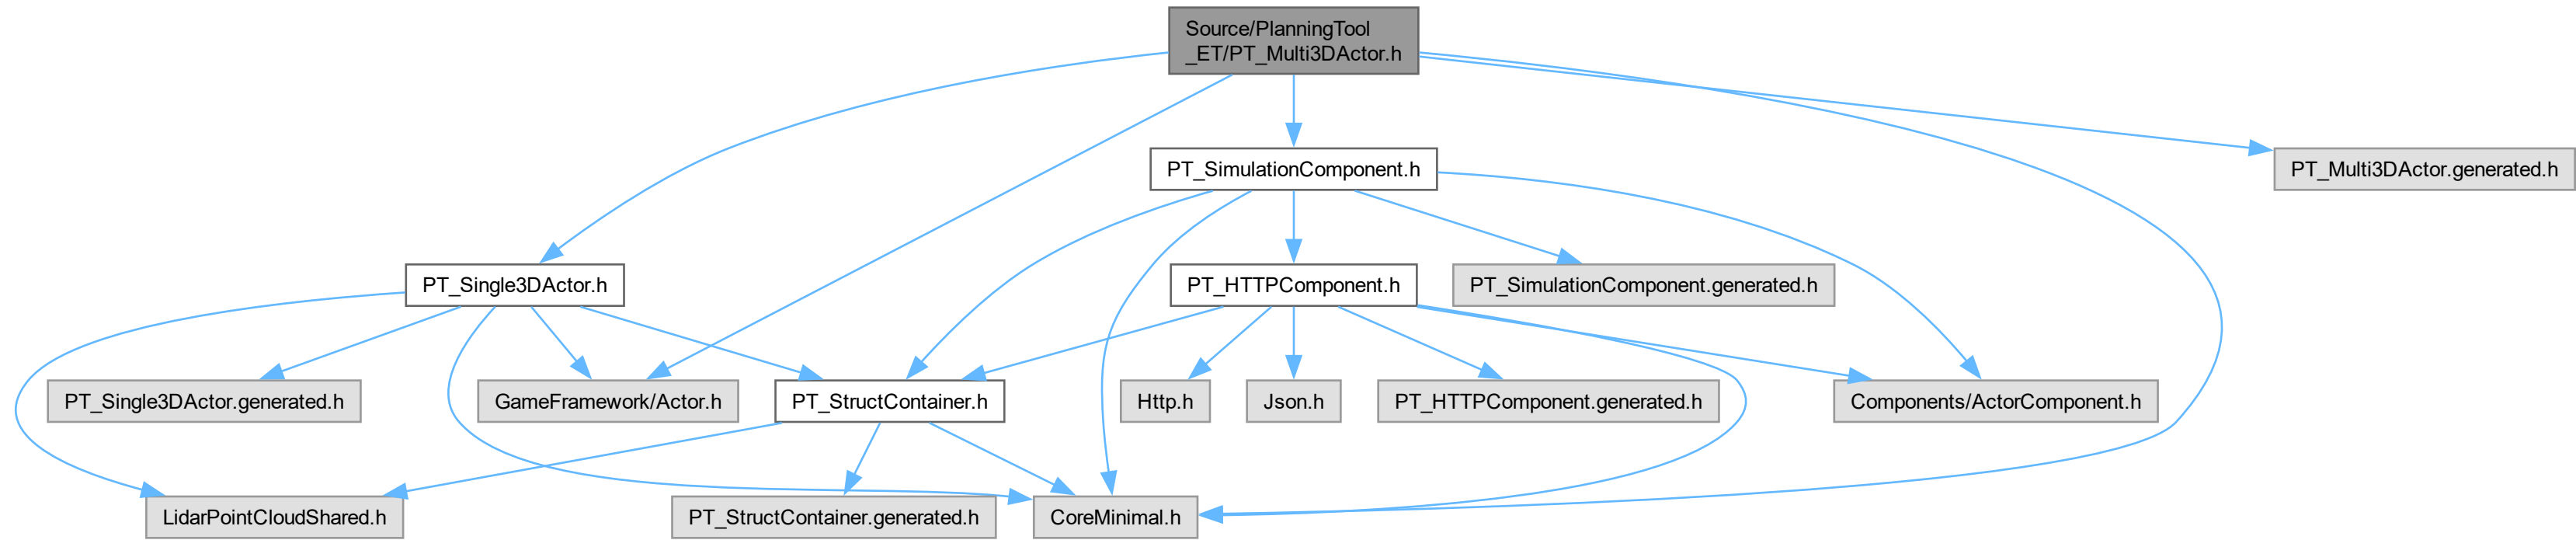 Source/PlanningTool
_ET/PT_Multi3DActor.h
PT_SimulationComponent.h
PT_Multi3DActor.generated.h
PT_Single3DActor.h
PT_HTTPComponent.h
PT_SimulationComponent.generated.h
PT_Single3DActor.generated.h
GameFramework/Actor.h
PT_StructContainer.h
Http.h
Json.h
PT_HTTPComponent.generated.h
Components/ActorComponent.h
LidarPointCloudShared.h
PT_StructContainer.generated.h
CoreMinimal.h